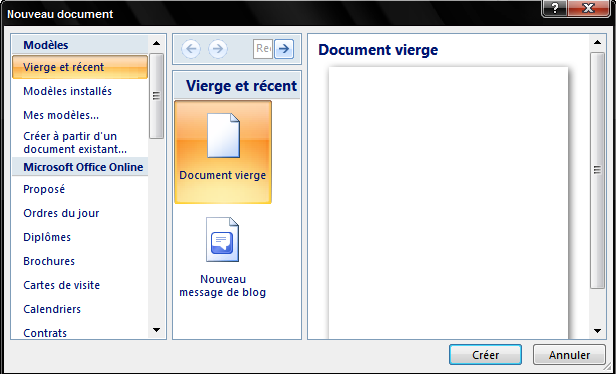 Nouveau document
Modèles
Vierge et récent
Modèles installés
Mes modèles...
Créer à partir d'un
document existant...
Microsoft Office Online
Proposé
Ordres du jour
Diplômes
Brochures
Cartes de visite
Calendriers
Contrats
Vierge et récent
Document vierge
Nouveau
message de blog
Document vierge
Créer
Annuler